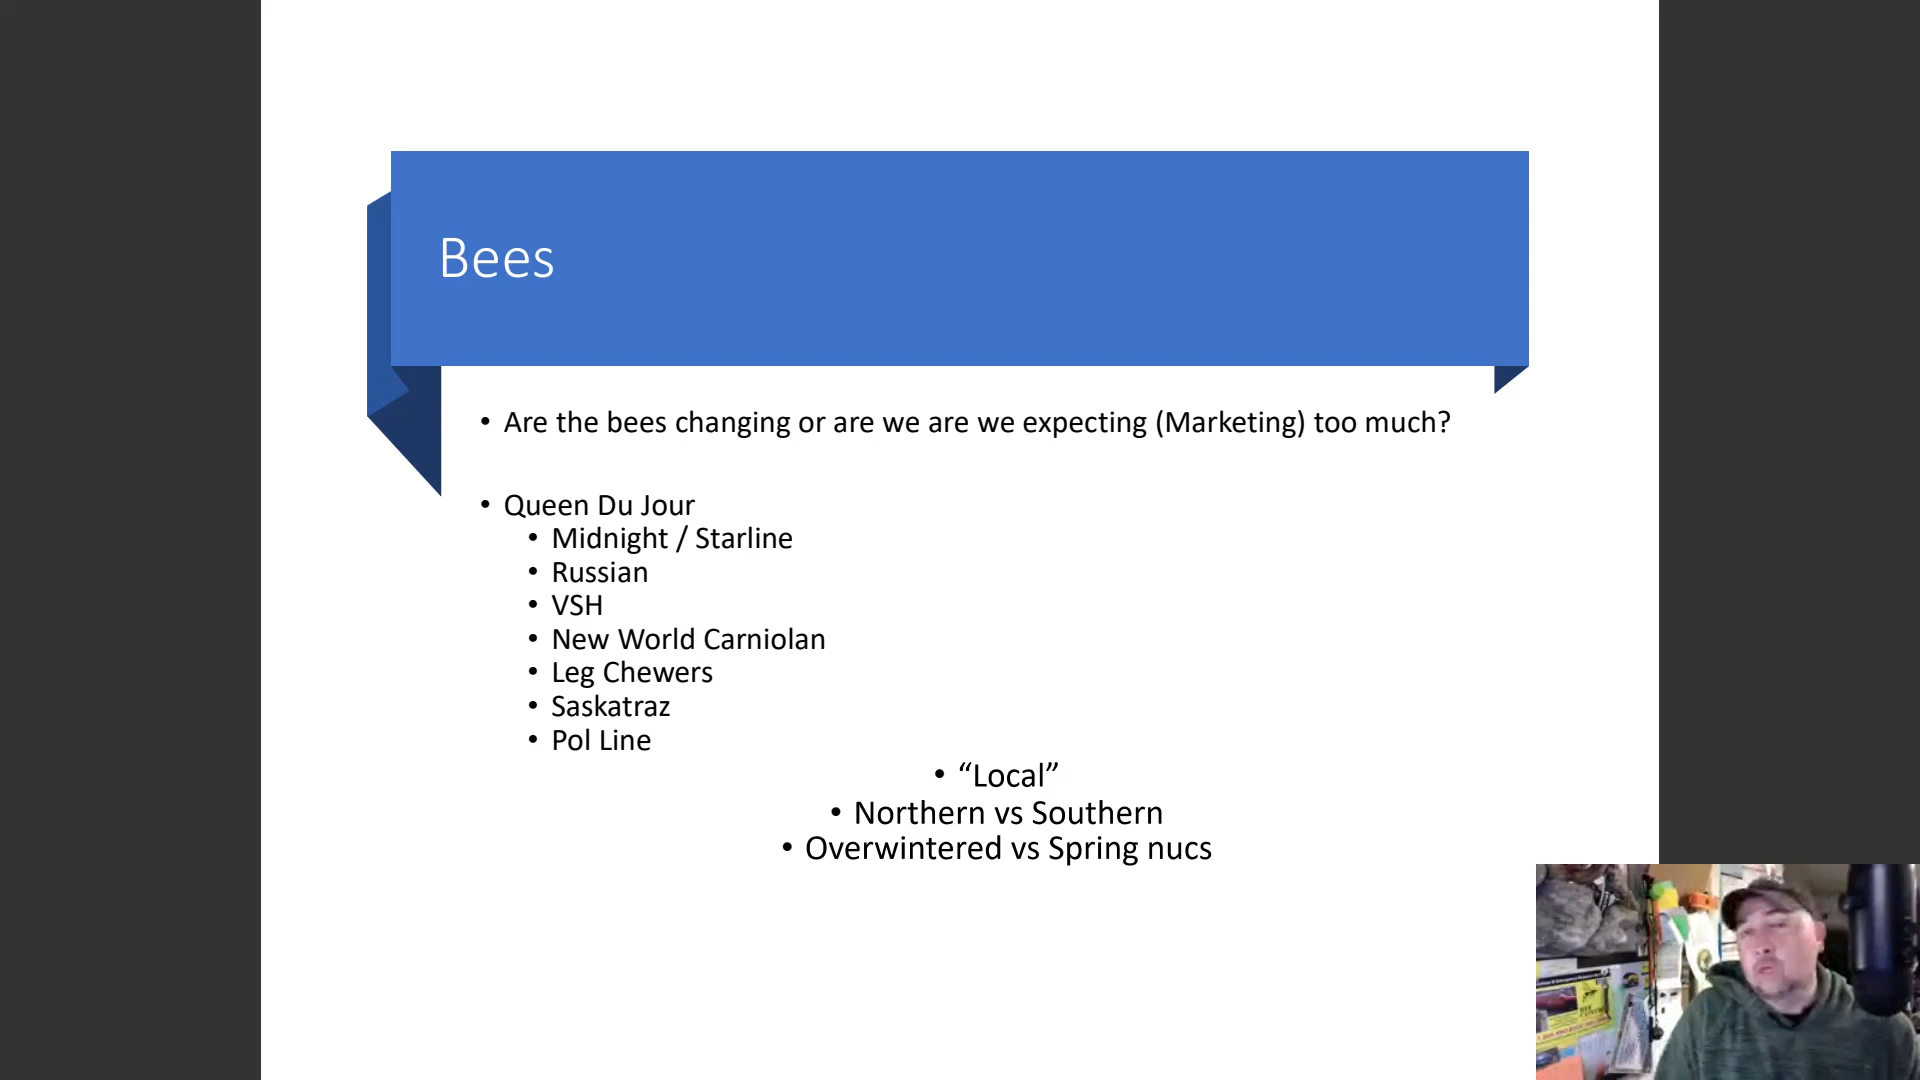 Bees
• Are the bees changing or are we are we expecting (Marketing) too much?
• Queen Du Jour
• Midnight / Starline
• Russian
• VSH
• New World Carniolan
• Leg Chewers
• Saskatraz
• Pol Line
• “Local”
• Northern vs Southern
• Overwintered vs Spring nucs